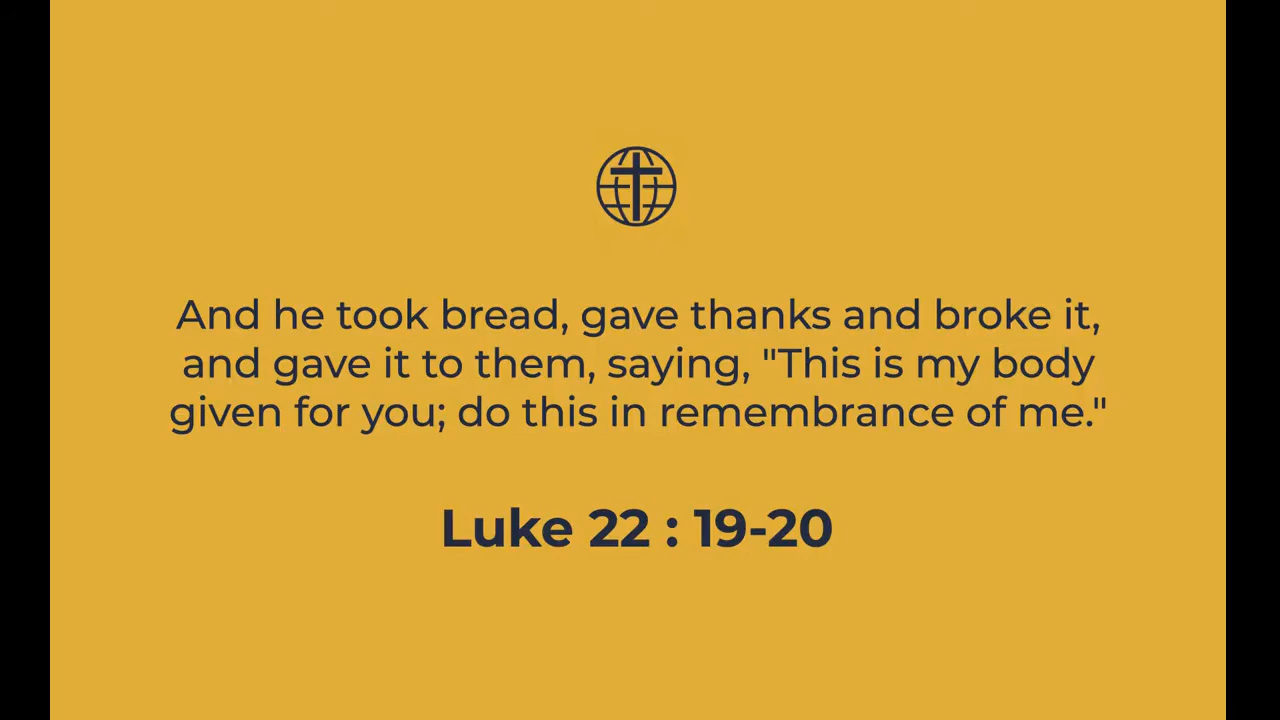 And he took bread, gave thanks and broke it,
and gave it to them, saying, "This is my body
given for you; do this in remembrance of me."
Luke 22 : 19-20